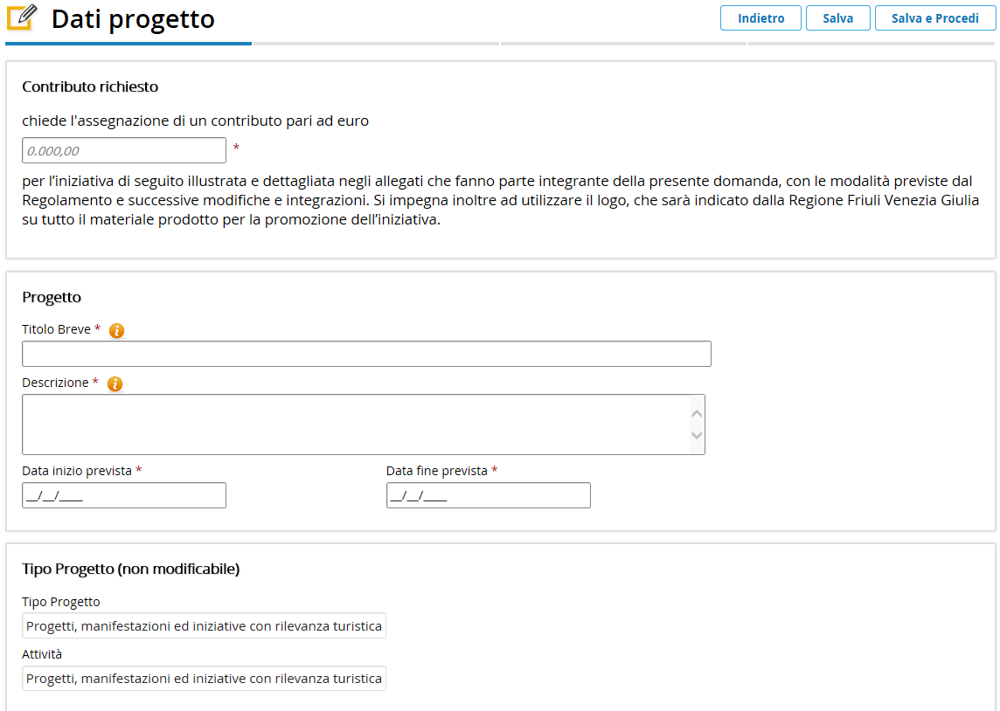 Dati progetto
Indietro
Salva
Salva e Procedi
Contributo richiesto
chiede l'assegnazione di un contributo pari ad euro
0.000,00 *
per l’iniziativa di seguito illustrata e dettagliata negli allegati che fanno parte integrante della presente domanda, con le modalità previste dal
Regolamento e successive modifiche e integrazioni. Si impegna inoltre ad utilizzare il logo, che sarà indicato dalla Regione Friuli Venezia Giulia
su tutto il materiale prodotto per la promozione dell’iniziativa.
Progetto
Titolo Breve * i
Descrizione * i
Data inizio prevista * Data fine prevista *
__/__/____ __/__/____
Tipo Progetto (non modificabile)
Tipo Progetto
Progetti, manifestazioni ed iniziative con rilevanza turistica
Attività
Progetti, manifestazioni ed iniziative con rilevanza turistica